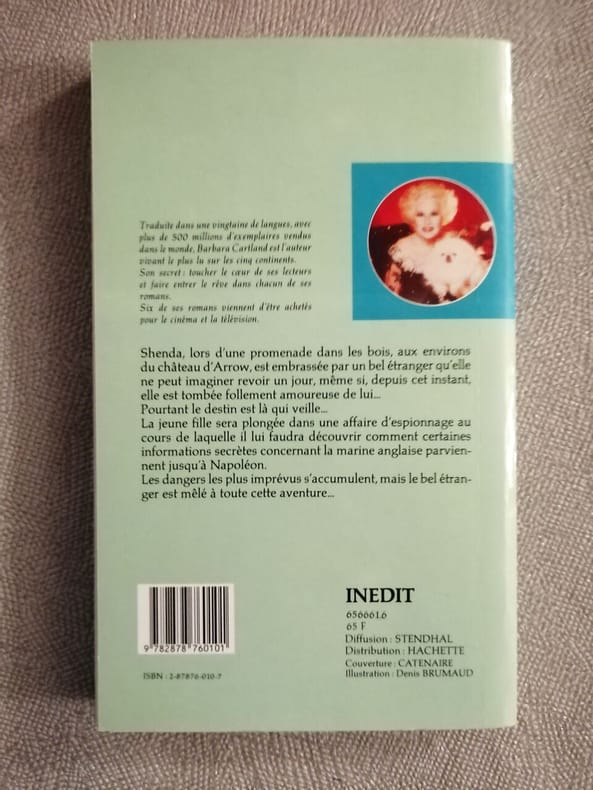 Traduite dans une vingtaine de langues, avec
plus de 500 millions d'exemplaires vendus
dans le monde, Barbara Cartland est l'auteur
vivant le plus lu sur les cinq continents.
Son secret : toucher le cœur de ses lecteurs
et faire entrer le rêve dans chacun de ses
romans.
Six de ses romans viennent d'être achetés
pour le cinéma et la télévision.
Shenda, lors d'une promenade dans les bois, aux environs
du château d'Arrow, est embrassée par un bel étranger qu'elle
ne peut imaginer revoir un jour, même si, depuis cet instant,
elle est tombée follement amoureuse de lui...
Pourtant le destin est là qui veille...
La jeune fille sera plongée dans une affaire d'espionnage au
cours de laquelle il lui faudra découvrir comment certaines
informations secrètes concernant la marine anglaise parvien-
nent jusqu'à Napoléon.
Les dangers les plus imprévus s'accumulent, mais le bel étran-
ger est mêlé à toute cette aventure...
9 782878 760101
ISBN : 2-87876-010-7
INEDIT
656661.6
65 F
Diffusion : STENDHAL
Distribution : HACHETTE
Couverture : CATENAIRE
Illustration : Denis BRUMAUD